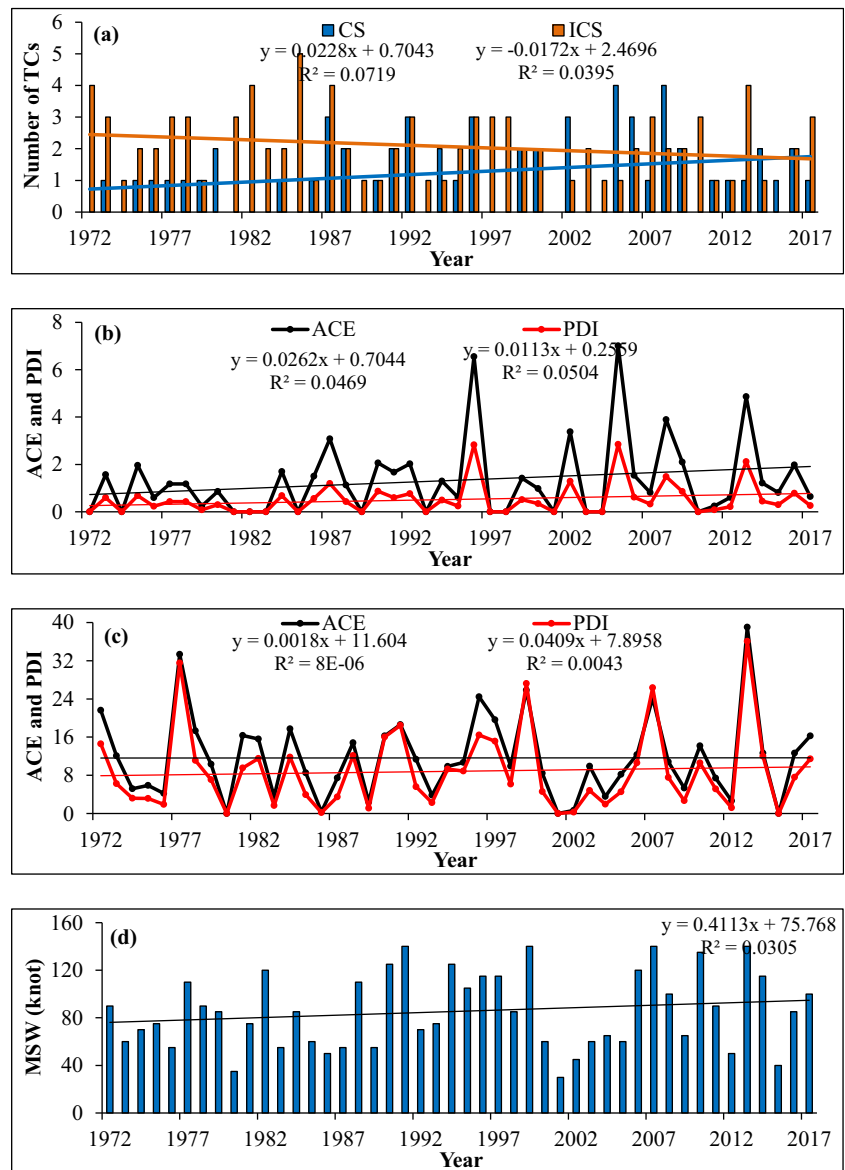 (a)
CS
ICS
y = 0.0228x + 0.7043
R² = 0.0719
y = -0.0172x + 2.4696
R² = 0.0395
Number of TCs
6
5
4
3
2
1
0
1972 1977 1982 1987 1992 1997 2002 2007 2012 2017
Year
(b)
ACE
PDI
y = 0.0262x + 0.7044
R² = 0.0469
y = 0.0113x + 0.2559
R² = 0.0504
ACE and PDI
8
6
4
2
0
1972 1977 1982 1987 1992 1997 2002 2007 2012 2017
Year
(c)
ACE
PDI
y = 0.0018x + 11.604
R² = 8E-06
y = 0.0409x + 7.8958
R² = 0.0043
ACE and PDI
40
32
24
16
8
0
1972 1977 1982 1987 1992 1997 2002 2007 2012 2017
Year
(d)
y = 0.4113x + 75.768
R² = 0.0305
MSW (knot)
160
120
80
40
0
1972 1977 1982 1987 1992 1997 2002 2007 2012 2017
Year